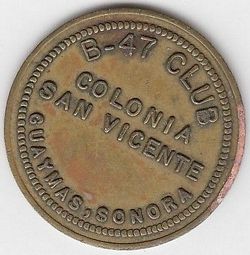 B-47 CLUB
COLONIA
SAN VICENTE
GUAYMAS, SONORA